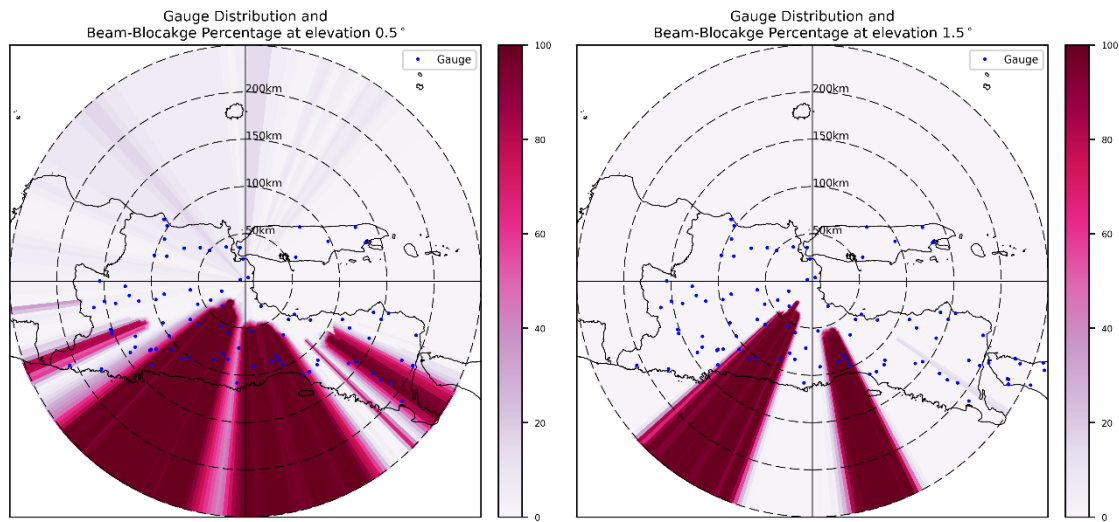 Gauge Distribution and
Beam-Blocakge Percentage at elevation 0.5°
Gauge
200km
150km
100km
50km
100
80
60
40
20
0
Gauge Distribution and
Beam-Blocakge Percentage at elevation 1.5°
Gauge
200km
150km
100km
50km
100
80
60
40
20
0